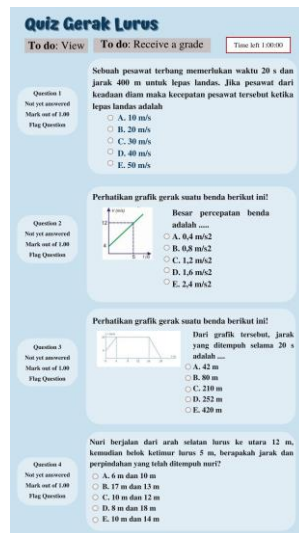 Quiz Gerak Lurus
To do: View
To do: Receive a grade
Time left 1:00:00
Question 1
Not yet answered
Mark out of 1.00
Flag Question
Sebuah pesawat terbang memerlukan waktu 20 s dan
jarak 400 m untuk lepas landas. Jika pesawat dari
keadaan diam maka kecepatan pesawat tersebut ketika
lepas landas adalah
A. 10 m/s
B. 20 m/s
C. 30 m/s
D. 40 m/s
E. 50 m/s
Question 2
Not yet answered
Mark out of 1.00
Flag Question
Perhatikan grafik gerak suatu benda berikut ini!
12
4
Besar percepatan benda
adalah .....
A. 0,4 m/s2
B. 0,8 m/s2
C. 1,2 m/s2
D. 1,6 m/s2
E. 2,4 m/s2
Question 3
Not yet answered
Mark out of 1.00
Flag Question
Perhatikan grafik gerak suatu benda berikut ini!
Dari grafik tersebut, jarak
yang ditempuh selama 20 s
adalah ....
A. 42 m
B. 80 m
C. 210 m
D. 252 m
E. 420 m
Question 4
Not yet answered
Mark out of 1.00
Flag Question
Nuri berjalan dari arah selatan lurus ke utara 12 m,
kemudian belok ketimur lurus 5 m, berapakah jarak dan
perpindahan yang telah ditempuh nuri?
A. 6 m dan 10 m
B. 17 m dan 13 m
C. 10 m dan 12 m
D. 8 m dan 18 m
E. 10 m dan 14 m